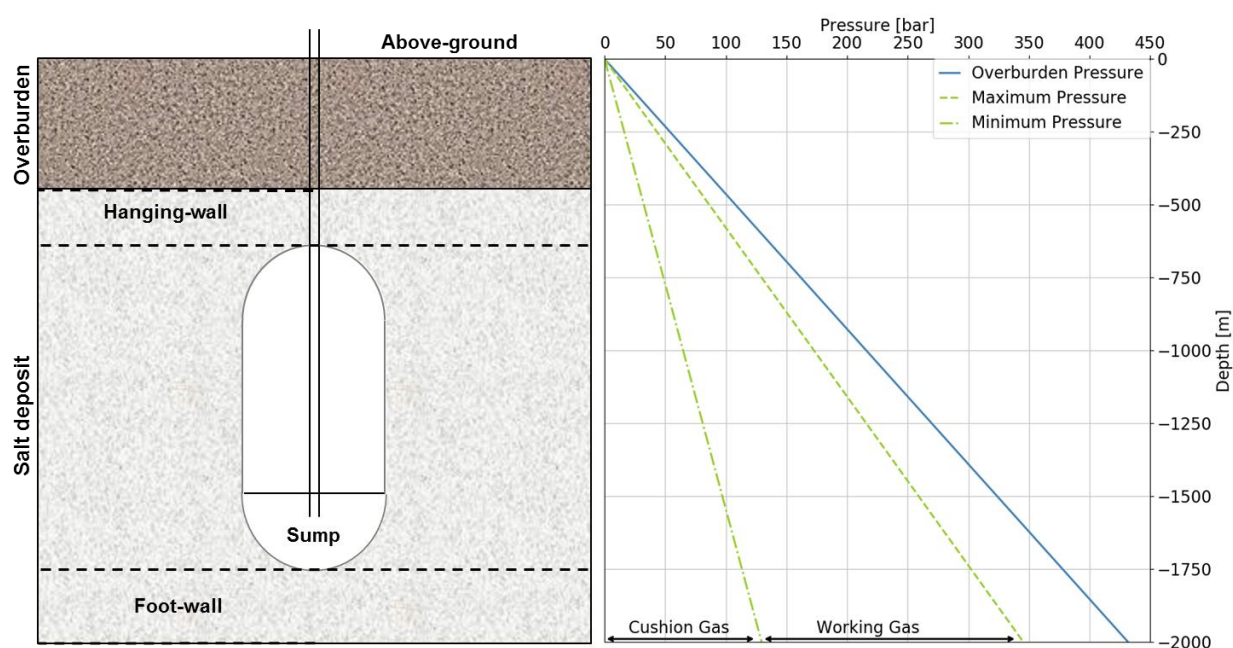 Above-ground
Overburden
Hanging-wall
Salt deposit
Sump
Foot-wall
Pressure [bar]
0 50 100 150 200 250 300 350 400 450
Overburden Pressure
Maximum Pressure
Minimum Pressure
0
−250
−500
−750
−1000
−1250
−1500
−1750
−2000
Depth [m]
Cushion Gas
Working Gas